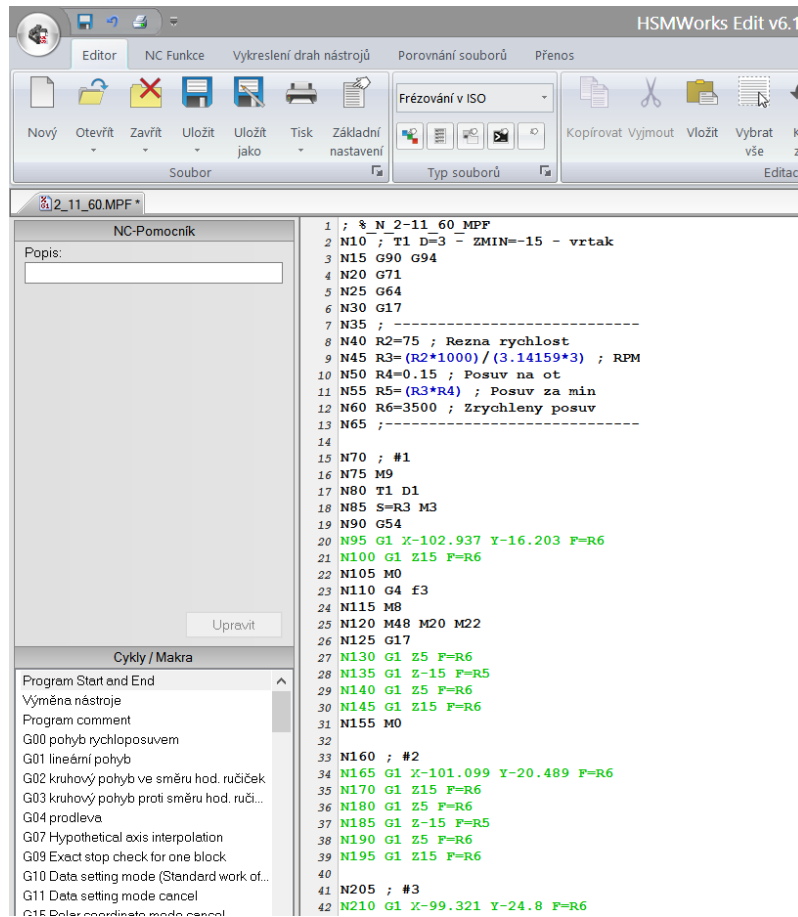 HSMWorks Edit v6.1
Editor NC Funkce Vykreslení drah nástrojů Porovnání souborů Přenos
Nový Otevřít Zavřít Uložit Uložit jako Tisk Základní nastavení
Soubor
Frézování v ISO
Typ souborů
Kopírovat Vyjmout Vložit Vybrat vše
Editac
2_11_60.MPF *
NC-Pomocník
Popis:
Upravit
Cykly / Makra
Program Start and End
Výměna nástroje
Program comment
G00 pohyb rychloposuvem
G01 lineární pohyb
G02 kruhový pohyb ve směru hod. ručiček
G03 kruhový pohyb proti směru hod. ruči...
G04 prodleva
G07 Hypothetical axis interpolation
G09 Exact stop check for one block
G10 Data setting mode (Standard work of...
G11 Data setting mode cancel
G15 Polar coordinate mode cancel
1 ; % N 2-11 60 MPF
2 N10 ; T1 D=3 - ZMIN=-15 - vrtak
3 N15 G90 G94
4 N20 G71
5 N25 G64
6 N30 G17
7 N35 ; ----------------------------
8 N40 R2=75 ; Rezna rychlost
9 N45 R3=(R2*1000)/(3.14159*3) ; RPM
10 N50 R4=0.15 ; Posuv na ot
11 N55 R5=(R3*R4) ; Posuv za min
12 N60 R6=3500 ; Zrychleny posuv
13 N65 ;-----------------------------
14
15 N70 ; #1
16 N75 M9
17 N80 T1 D1
18 N85 S=R3 M3
19 N90 G54
20 N95 G1 X-102.937 Y-16.203 F=R6
21 N100 G1 Z15 F=R6
22 N105 M0
23 N110 G4 f3
24 N115 M8
25 N120 M48 M20 M22
26 N125 G17
27 N130 G1 Z5 F=R6
28 N135 G1 Z-15 F=R5
29 N140 G1 Z5 F=R6
30 N145 G1 Z15 F=R6
31 N155 M0
32
33 N160 ; #2
34 N165 G1 X-101.099 Y-20.489 F=R6
35 N170 G1 Z15 F=R6
36 N180 G1 Z5 F=R6
37 N185 G1 Z-15 F=R5
38 N190 G1 Z5 F=R6
39 N195 G1 Z15 F=R6
40
41 N205 ; #3
42 N210 G1 X-99.321 Y-24.8 F=R6